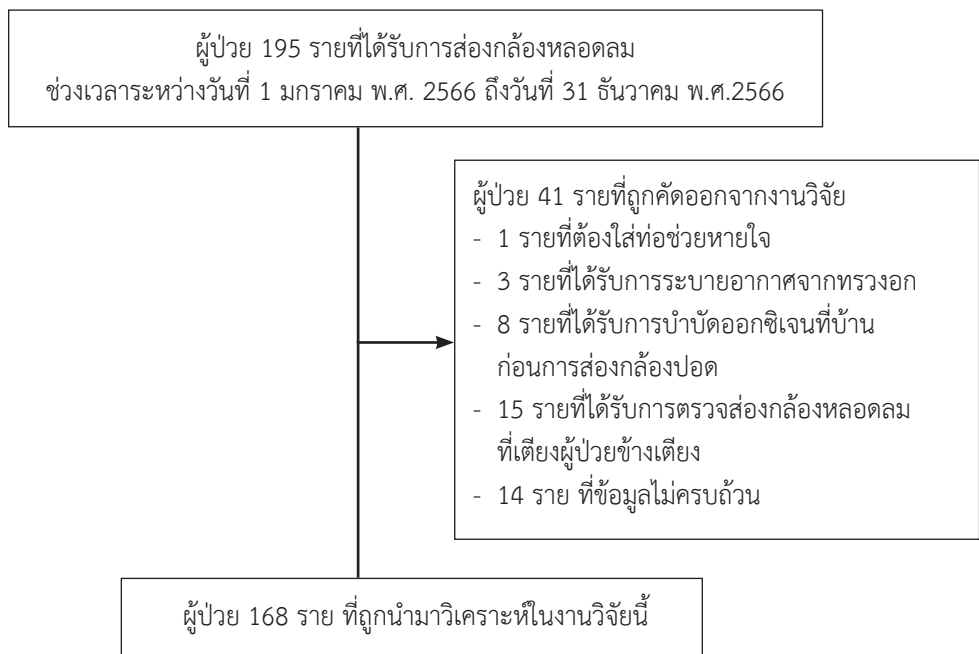 ผู้ป่วย 195 รายที่ได้รับการส่องกล้องหลอดลม
ช่วงเวลาระหว่างวันที่ 1 มกราคม พ.ศ. 2566 ถึงวันที่ 31 ธันวาคม พ.ศ.2566
ผู้ป่วย 41 รายที่ถูกคัดออกจากงานวิจัย
- 1 รายที่ต้องใส่ท่อช่วยหายใจ
- 3 รายที่ได้รับการระบายอากาศจากทรวงอก
- 8 รายที่ได้รับการบำบัดออกซิเจนที่บ้าน
ก่อนการส่องกล้องปอด
- 15 รายที่ได้รับการตรวจส่องกล้องหลอดลม
ที่เตียงผู้ป่วยข้างเตียง
- 14 ราย ที่ข้อมูลไม่ครบถ้วน
ผู้ป่วย 168 ราย ที่ถูกนำมาวิเคราะห์ในงานวิจัยนี้